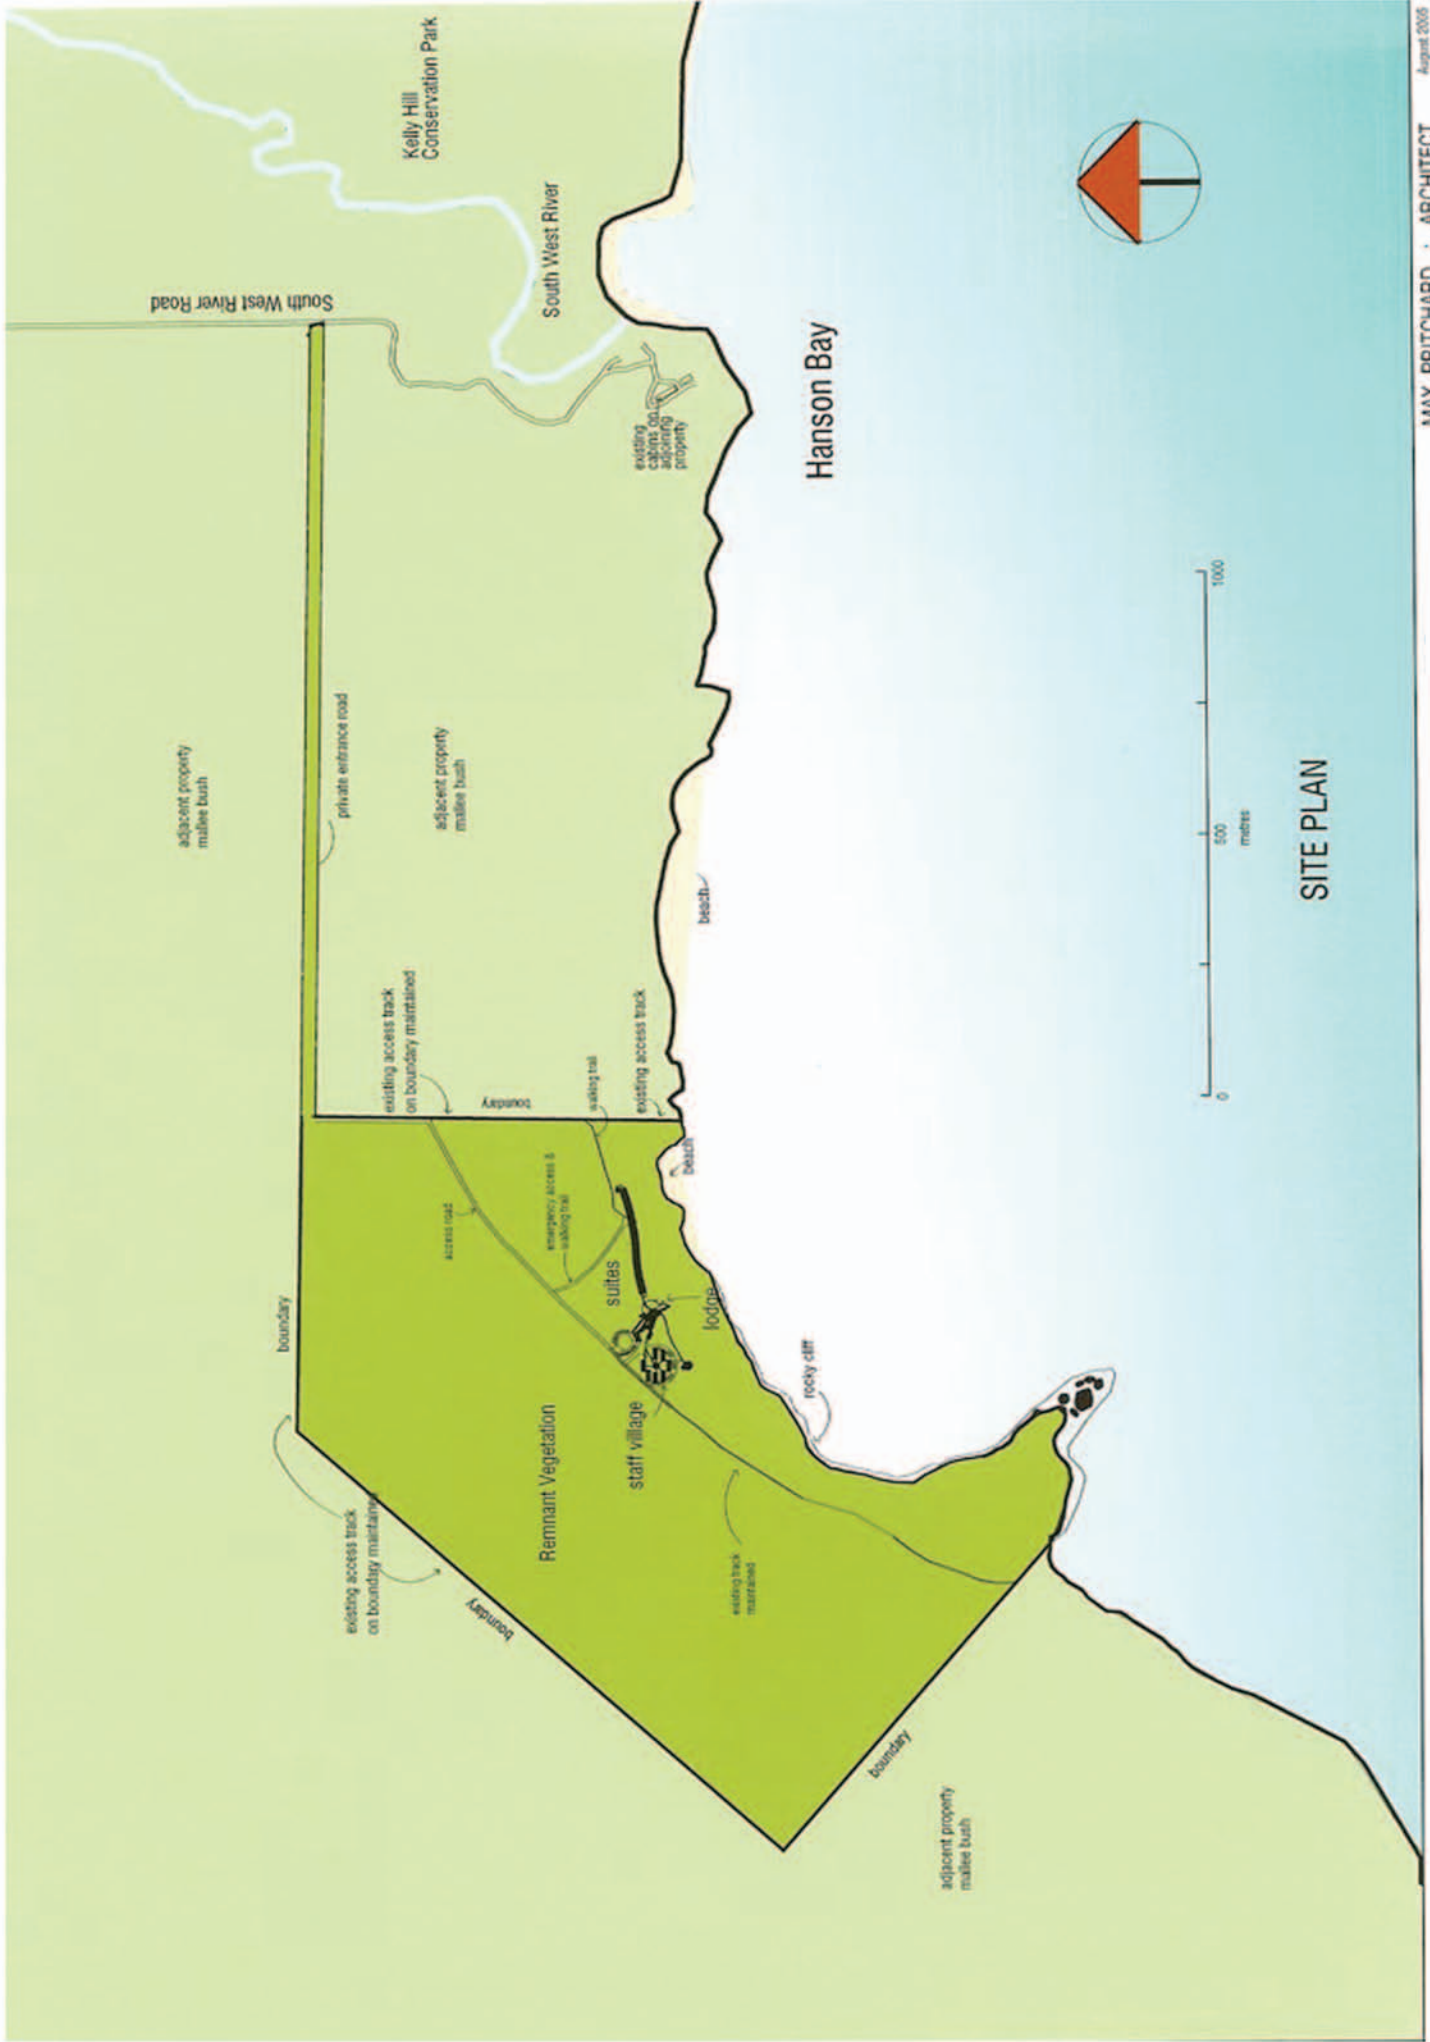 Kelly Hill
Conservation Park
South West River Road
South West River
existing
cabins on
adjoining
property
Hanson Bay
adjacent property
mallee bush
private entrance road
adjacent property
mallee bush
beach
existing access track
on boundary maintained
boundary
walking trail
existing access track
beach
access road
emergency access &
walking trail
suites
lodge
boundary
rocky cliff
staff village
Remnant Vegetation
existing access track
on boundary maintained
boundary
existing track
maintained
boundary
adjacent property
mallee bush
0
500
1000
metres
SITE PLAN
MAX PRITCHARD : ARCHITECT
August 2005